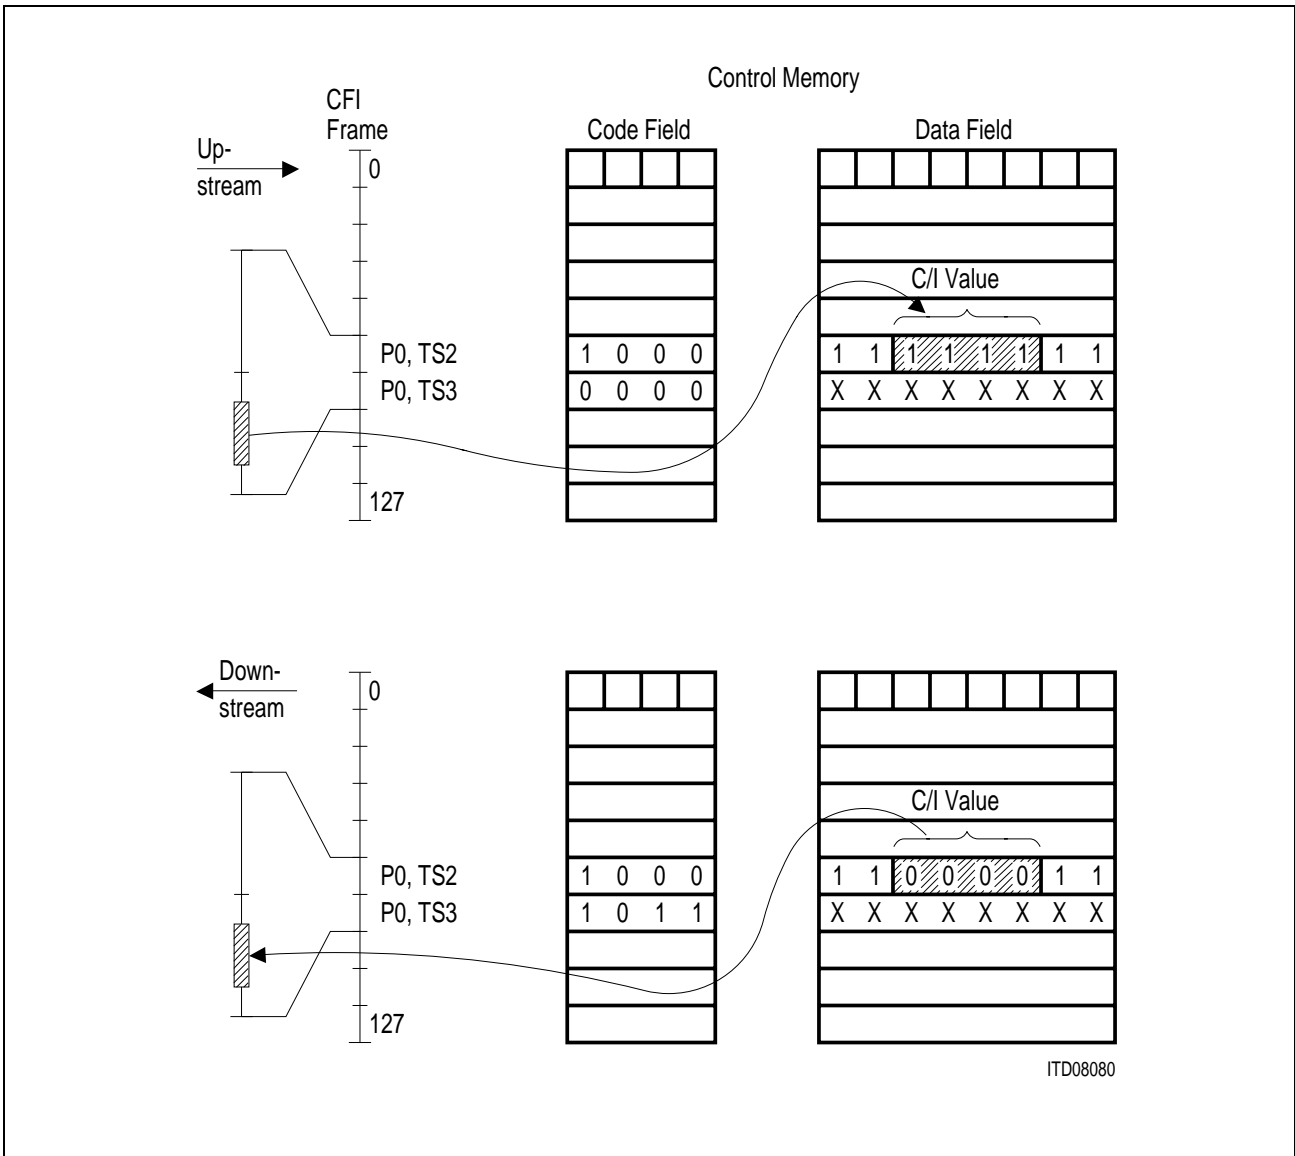 Control Memory
CFI
Frame
Code Field
Data Field
Up-
stream
0
C/I Value
P0, TS2
1 0 0 0
1 1 1 1 1 1 1 1
P0, TS3
0 0 0 0
X X X X X X X X
127
Down-
stream
0
C/I Value
P0, TS2
1 0 0 0
1 1 0 0 0 0 1 1
P0, TS3
1 0 1 1
X X X X X X X X
127
ITD08080